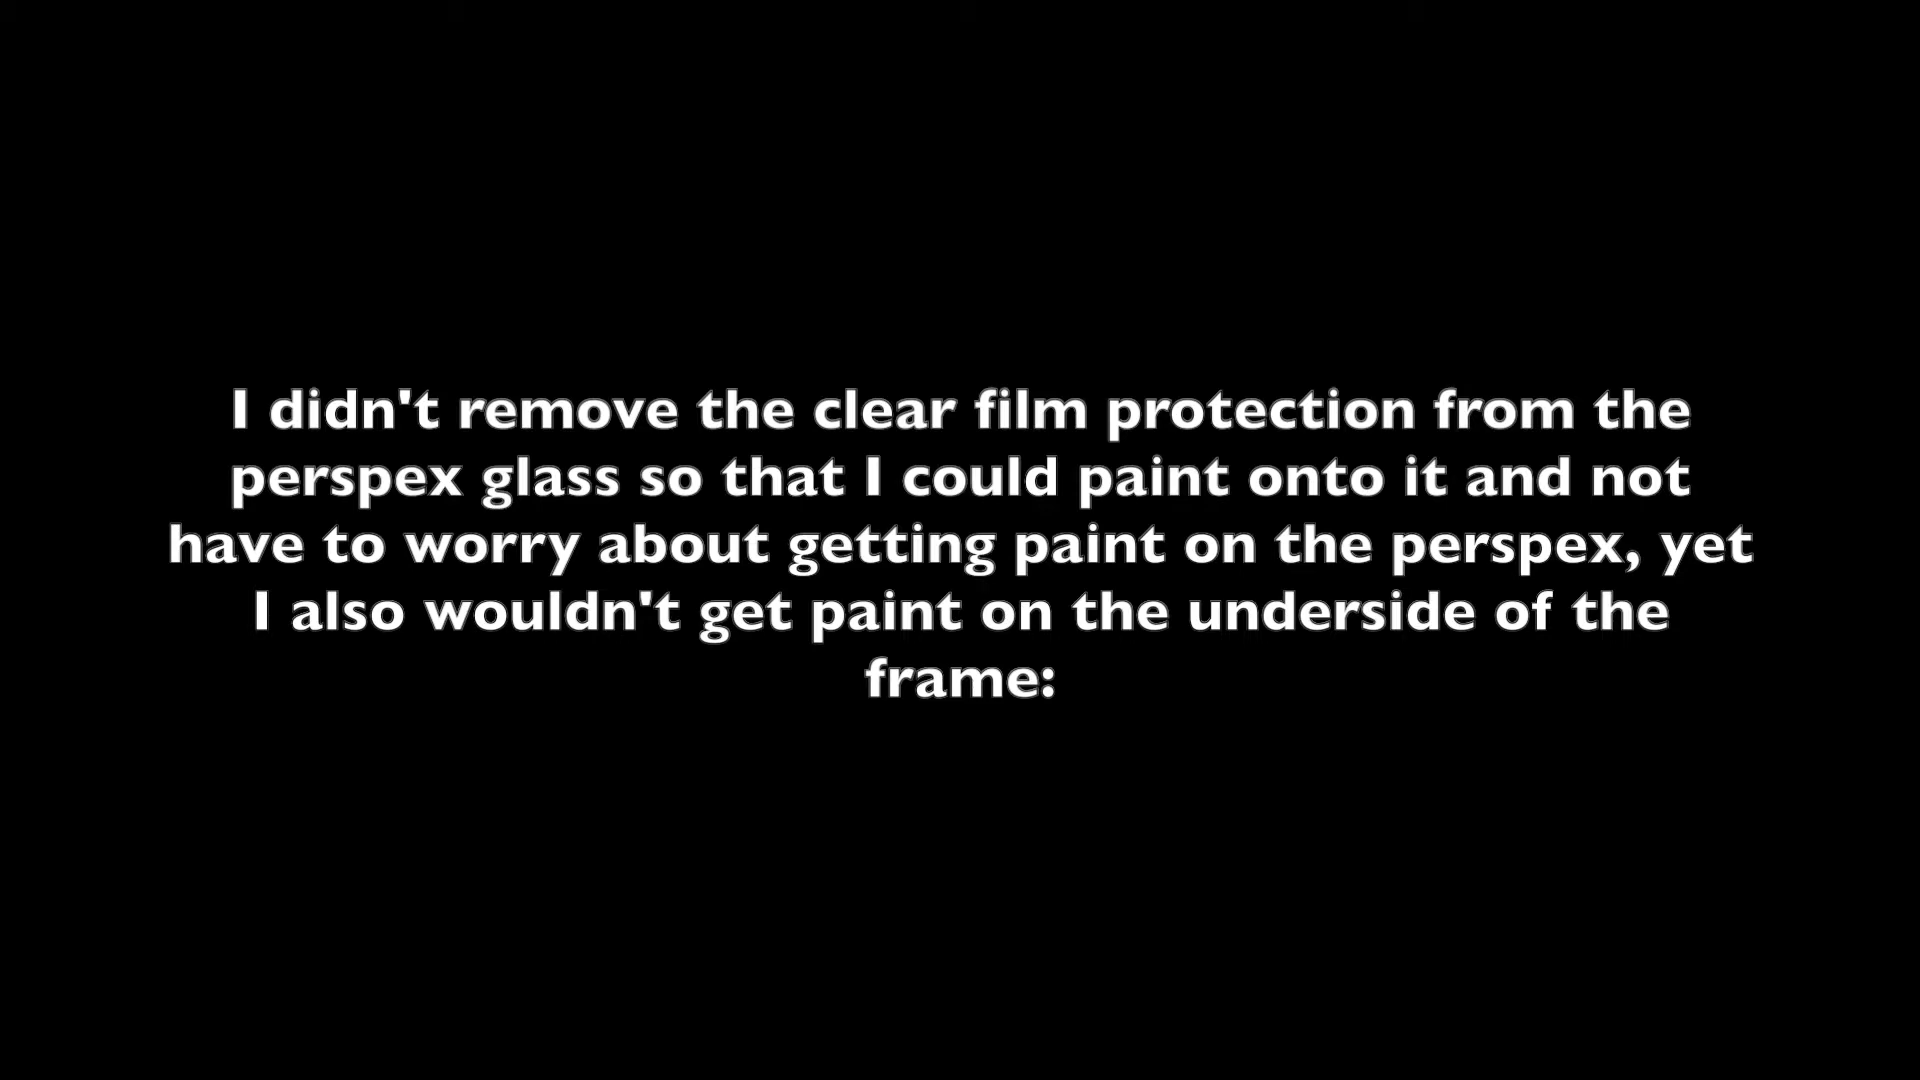 I didn't remove the clear film protection from the
perspex glass so that I could paint onto it and not
have to worry about getting paint on the perspex, yet
I also wouldn't get paint on the underside of the
frame: